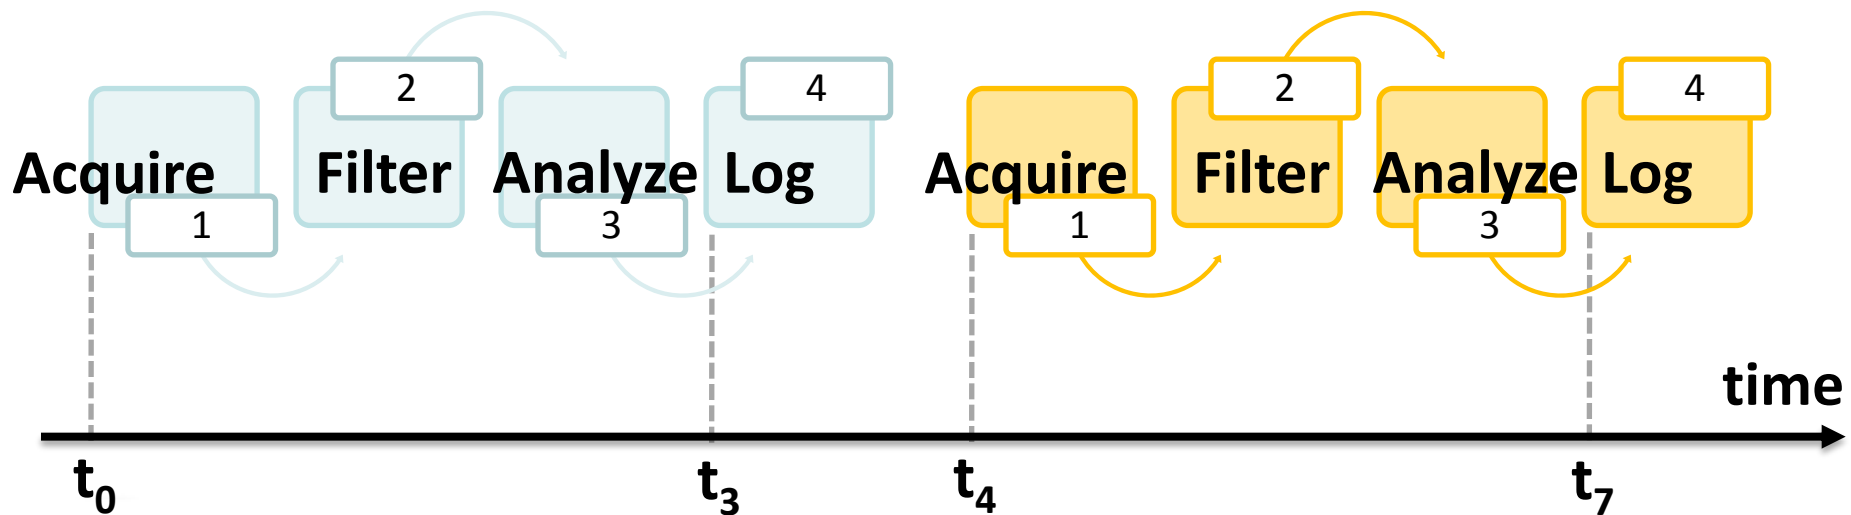 2
4
2
4
Acquire
Filter
Analyze
Log
Acquire
Filter
Analyze
Log
1
3
1
3
time
t₀
t₃
t₄
t₇